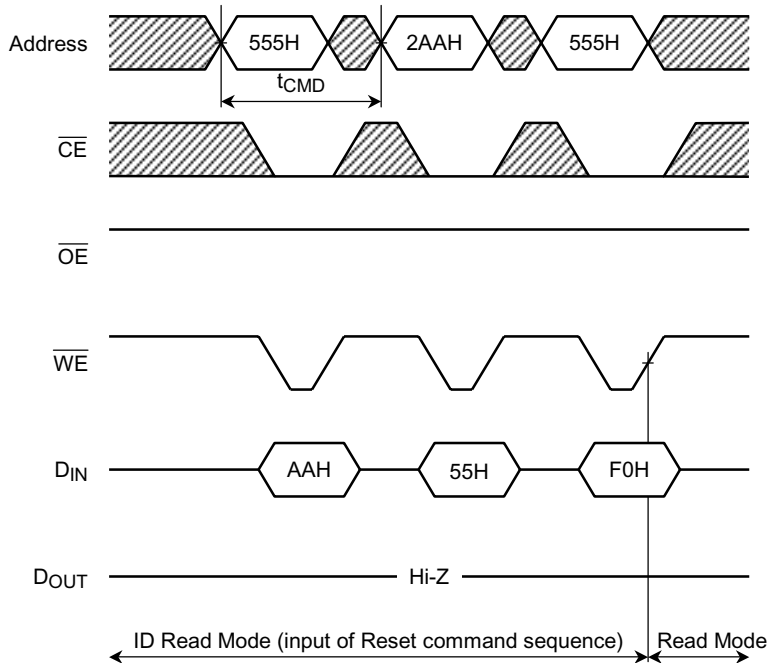 Address 555H 2AAH 555H
tCMD
CE
OE
WE
DIN AAH 55H F0H
DOUT Hi-Z
ID Read Mode (input of Reset command sequence) Read Mode